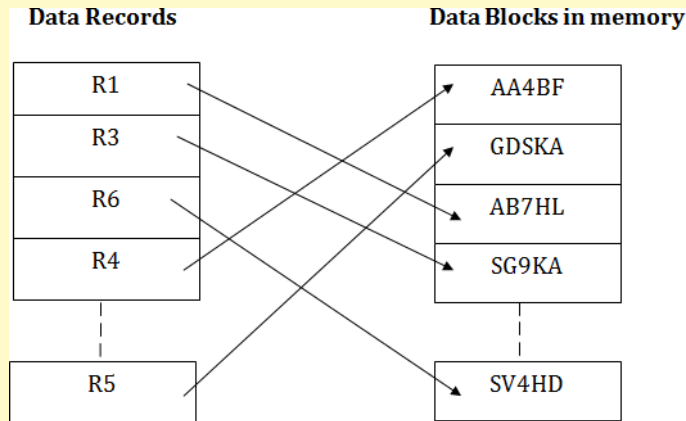 Data Records
Data Blocks in memory
R1
AA4BF
R3
GDSKA
R6
AB7HL
R4
SG9KA
R5
SV4HD